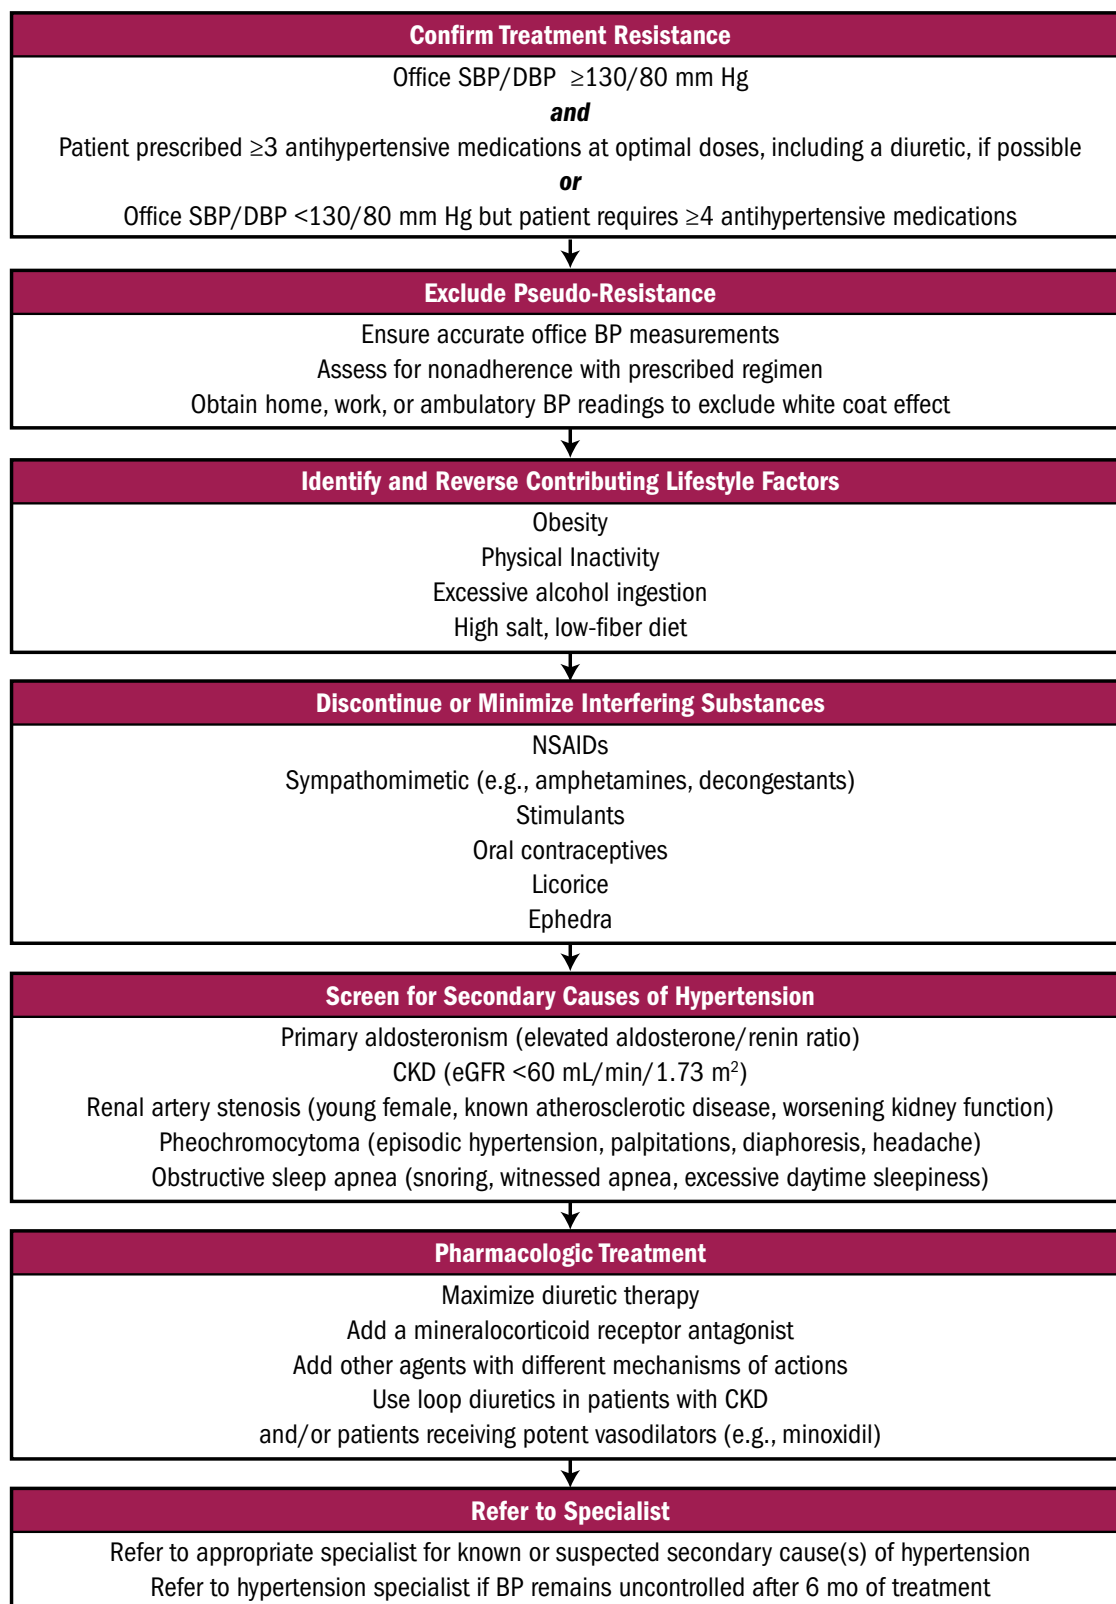 Confirm Treatment Resistance
Office SBP/DBP ≥130/80 mm Hg
and
Patient prescribed ≥3 antihypertensive medications at optimal doses, including a diuretic, if possible
or
Office SBP/DBP <130/80 mm Hg but patient requires ≥4 antihypertensive medications
Exclude Pseudo-Resistance
Ensure accurate office BP measurements
Assess for nonadherence with prescribed regimen
Obtain home, work, or ambulatory BP readings to exclude white coat effect
Identify and Reverse Contributing Lifestyle Factors
Obesity
Physical Inactivity
Excessive alcohol ingestion
High salt, low-fiber diet
Discontinue or Minimize Interfering Substances
NSAIDs
Sympathomimetic (e.g., amphetamines, decongestants)
Stimulants
Oral contraceptives
Licorice
Ephedra
Screen for Secondary Causes of Hypertension
Primary aldosteronism (elevated aldosterone/renin ratio)
CKD (eGFR <60 mL/min/1.73 m²)
Renal artery stenosis (young female, known atherosclerotic disease, worsening kidney function)
Pheochromocytoma (episodic hypertension, palpitations, diaphoresis, headache)
Obstructive sleep apnea (snoring, witnessed apnea, excessive daytime sleepiness)
Pharmacologic Treatment
Maximize diuretic therapy
Add a mineralocorticoid receptor antagonist
Add other agents with different mechanisms of actions
Use loop diuretics in patients with CKD
and/or patients receiving potent vasodilators (e.g., minoxidil)
Refer to Specialist
Refer to appropriate specialist for known or suspected secondary cause(s) of hypertension
Refer to hypertension specialist if BP remains uncontrolled after 6 mo of treatment